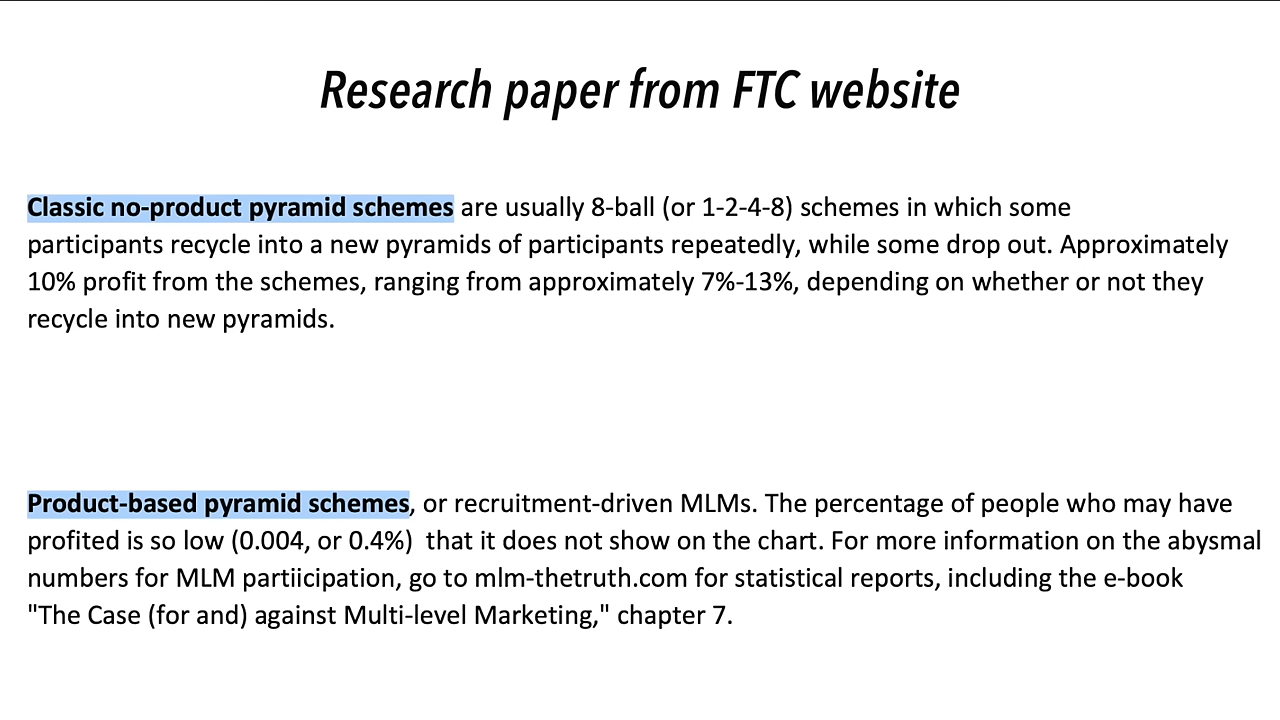 Research paper from FTC website
Classic no-product pyramid schemes are usually 8-ball (or 1-2-4-8) schemes in which some
participants recycle into a new pyramids of participants repeatedly, while some drop out. Approximately
10% profit from the schemes, ranging from approximately 7%-13%, depending on whether or not they
recycle into new pyramids.
Product-based pyramid schemes, or recruitment-driven MLMs. The percentage of people who may have
profited is so low (0.004, or 0.4%)  that it does not show on the chart. For more information on the abysmal
numbers for MLM partiicipation, go to mlm-thetruth.com for statistical reports, including the e-book
"The Case (for and) against Multi-level Marketing," chapter 7.